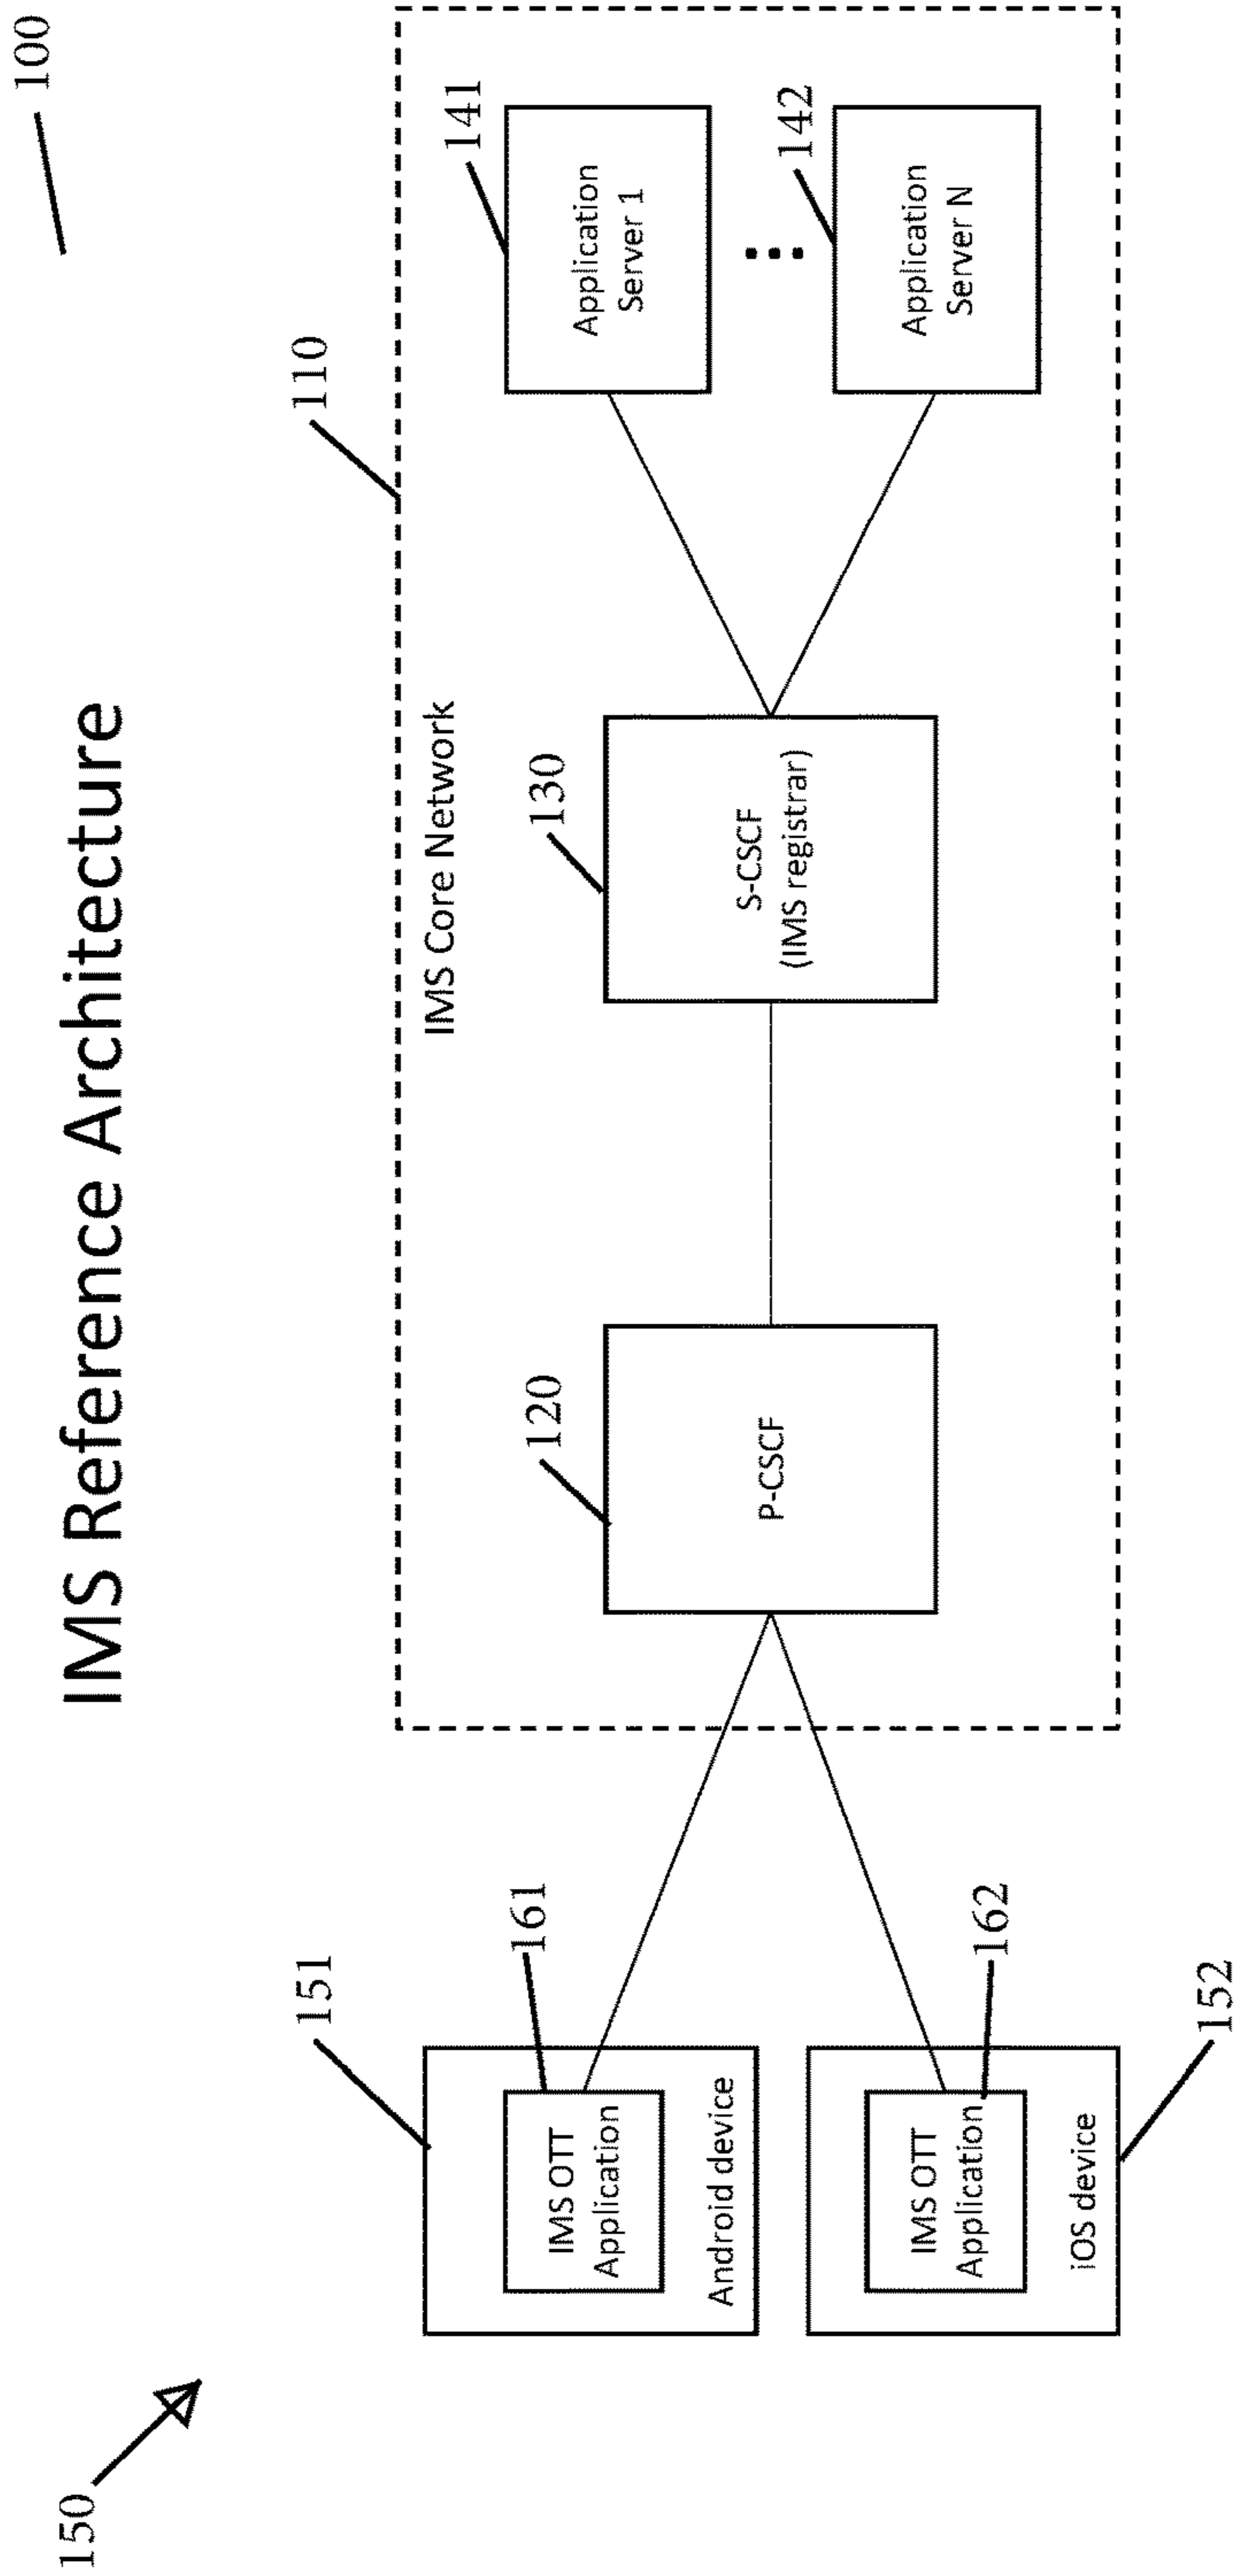 100
IMS Reference Architecture
150
110
IMS Core Network
151
161
IMS OTT
Application
Android device
162
IMS OTT
Application
iOS device
152
120
P-CSCF
130
S-CSCF
(IMS registrar)
141
Application
Server 1
142
Application
Server N